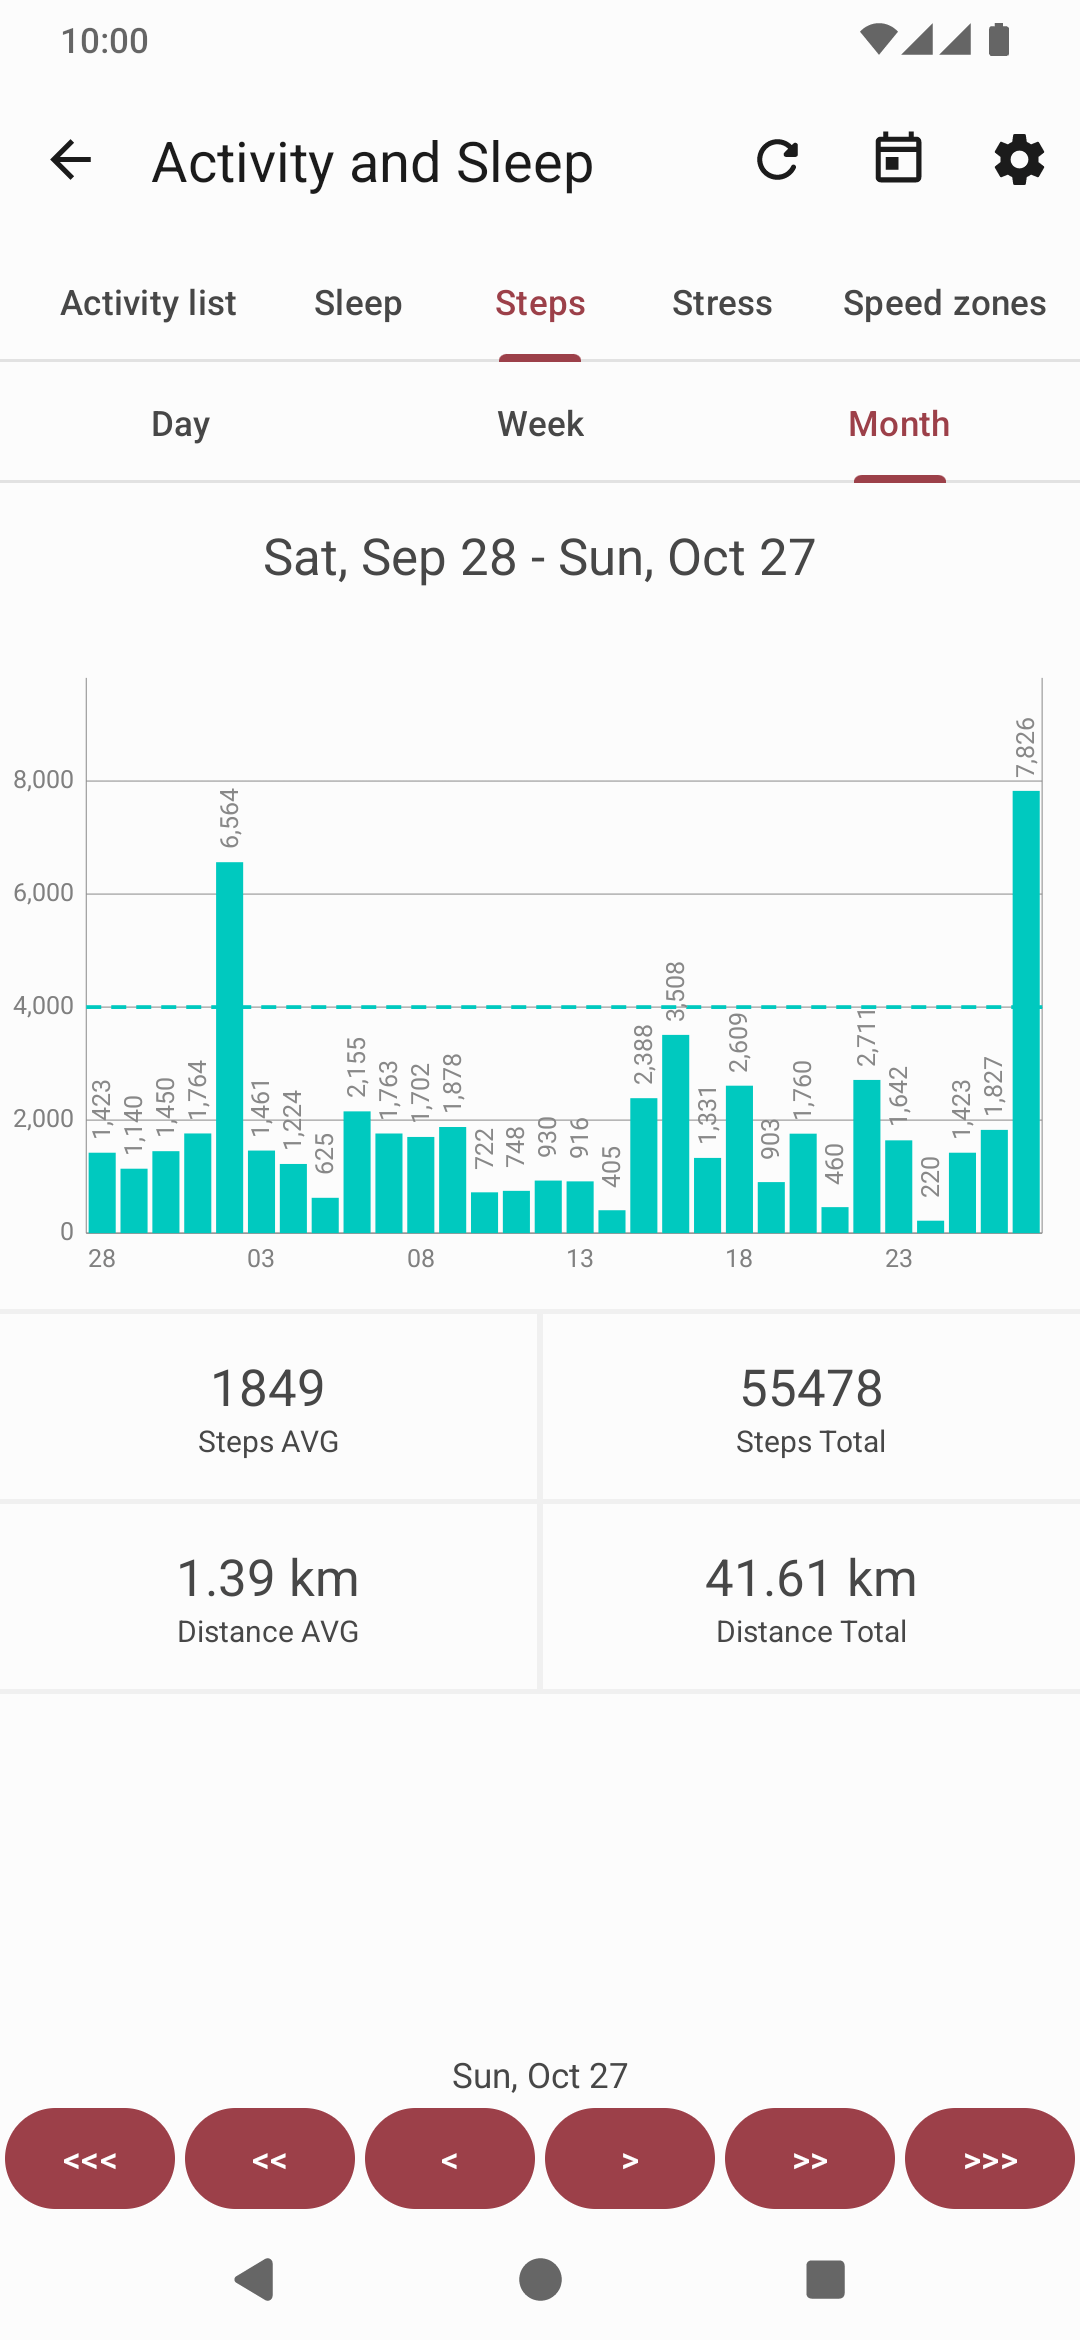 10:00
Activity and Sleep
Activity list Sleep Steps Stress Speed zones
Day Week Month
Sat, Sep 28 - Sun, Oct 27
8,000
6,000
4,000
2,000
0
1,423 1,140 1,450 1,764 6,564 1,461 1,224 625 2,155 1,763 1,702 1,878 722 748 930 916 405 2,388 3,508 1,331 2,609 903 1,760 460 2,711 1,642 220 1,423 1,827 7,826
28 03 08 13 18 23
1849 55478
Steps AVG Steps Total
1.39 km 41.61 km
Distance AVG Distance Total
Sun, Oct 27
<<< << < > >> >>>